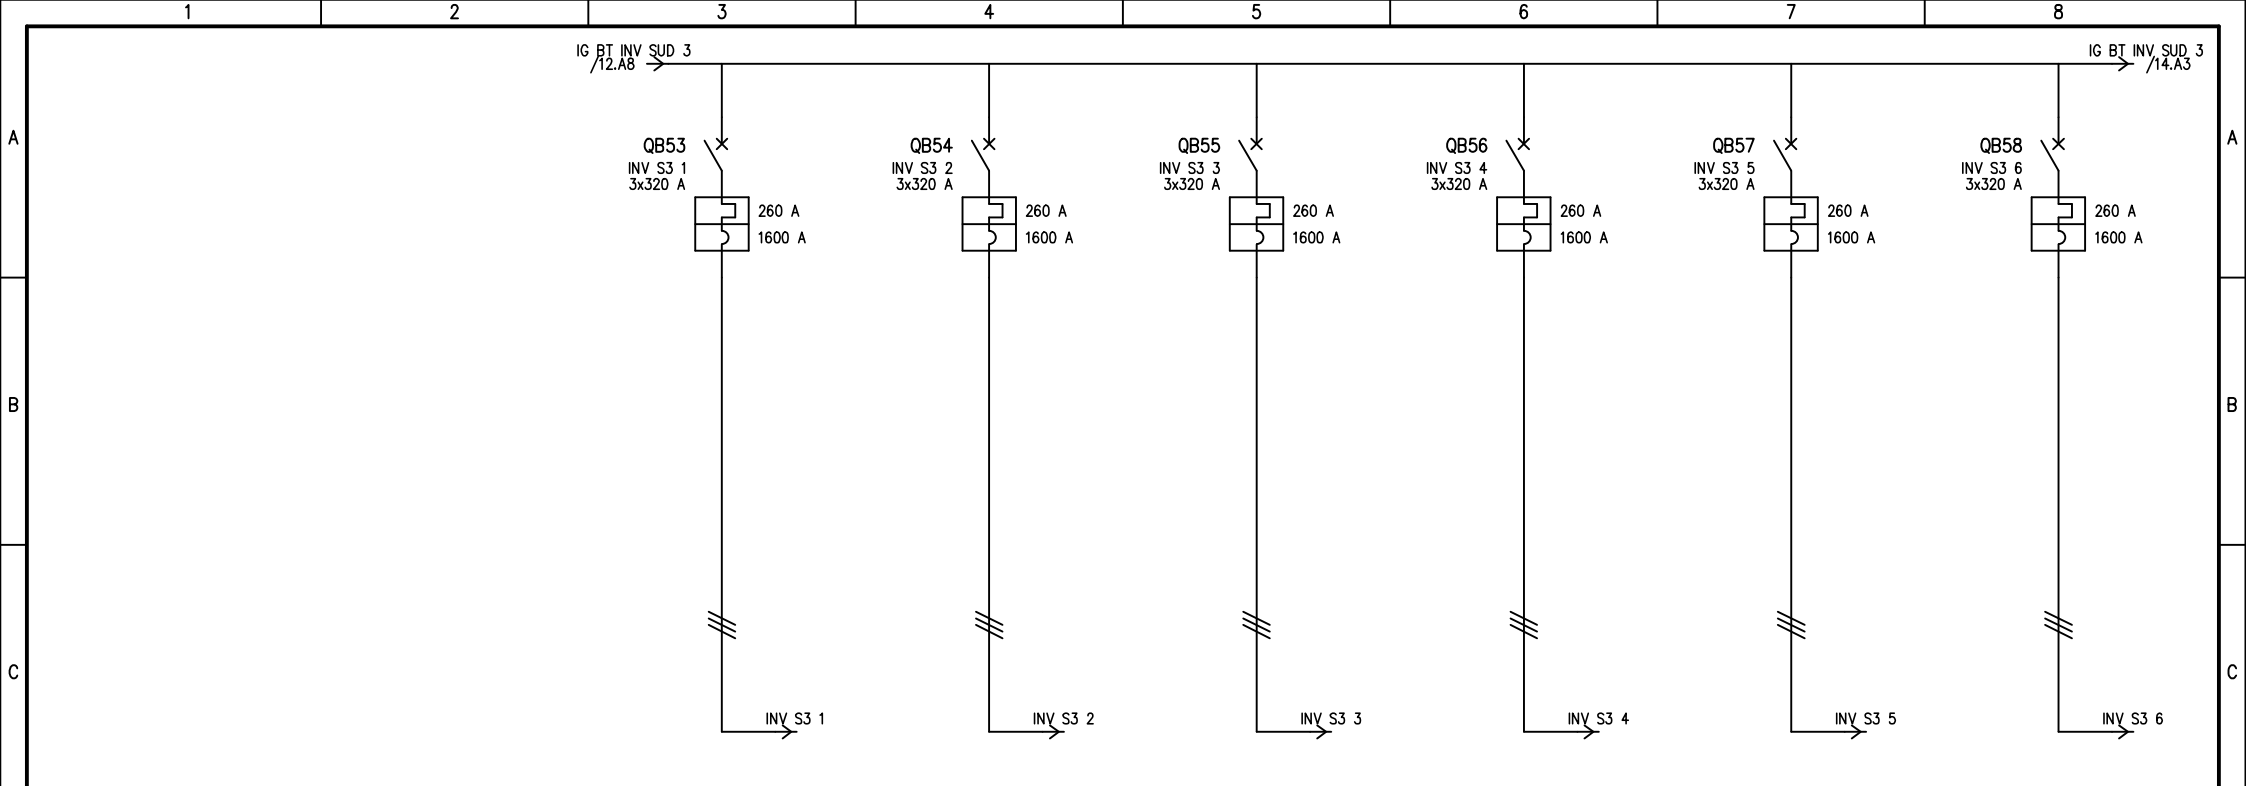 1 2 3 4 5 6 7 8
IG BT INV SUD 3 IG BT INV SUD 3
/12.A8 /14.A3
A A
QB53 QB54 QB55 QB56 QB57 QB58
INV S3 1 INV S3 2 INV S3 3 INV S3 4 INV S3 5 INV S3 6
3x320 A 3x320 A 3x320 A 3x320 A 3x320 A 3x320 A
260 A 260 A 260 A 260 A 260 A 260 A
1600 A 1600 A 1600 A 1600 A 1600 A 1600 A
B B
C C
INV S3 1 INV S3 2 INV S3 3 INV S3 4 INV S3 5 INV S3 6